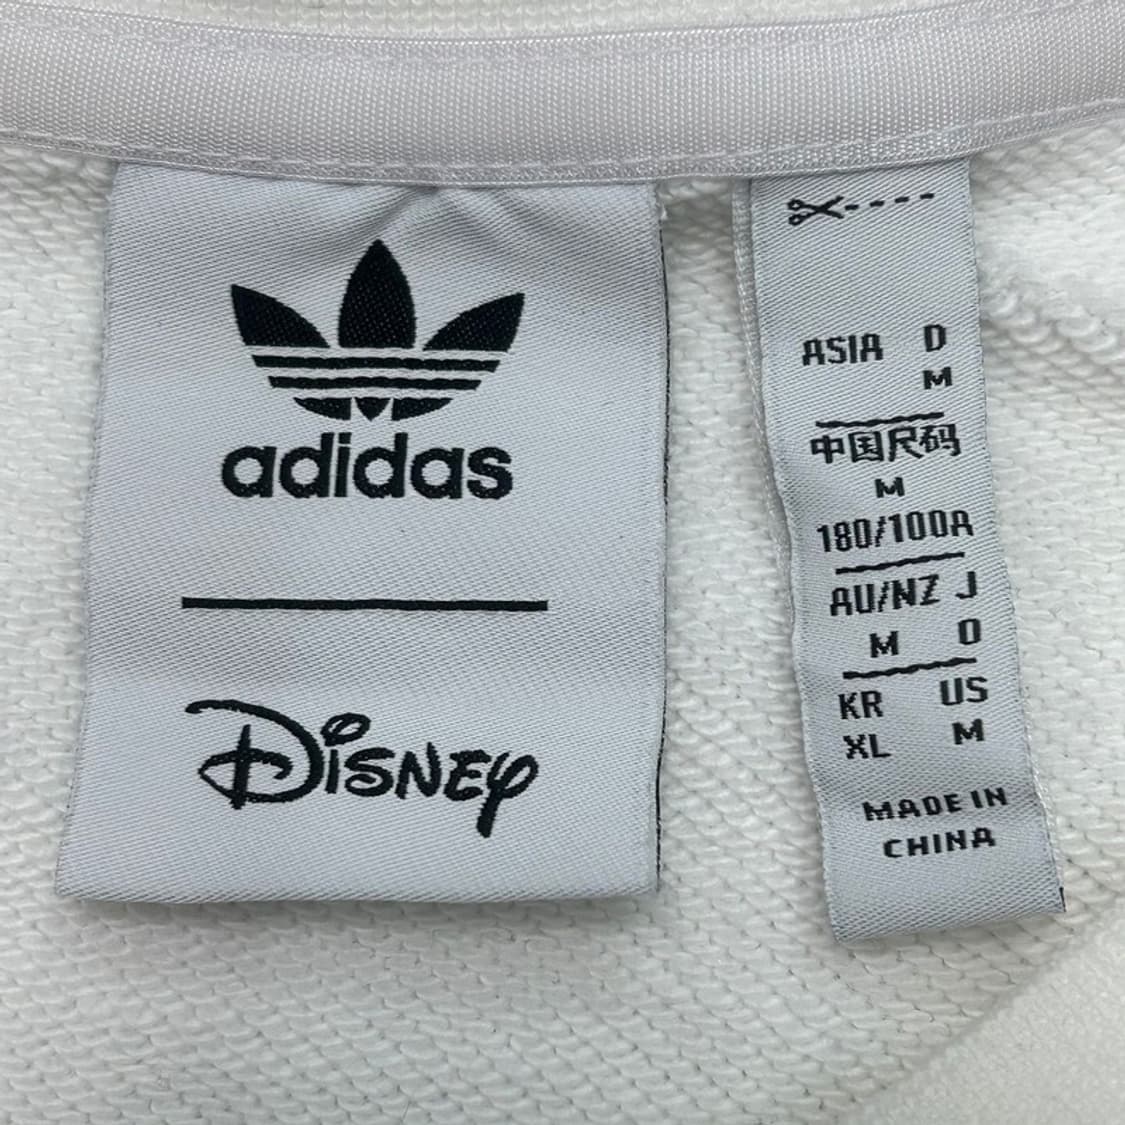 adidas
Disney
ASIA D
M
中国尺码
M
180/100A
AU/NZ J
M O
KR US
XL M
MADE IN
CHINA